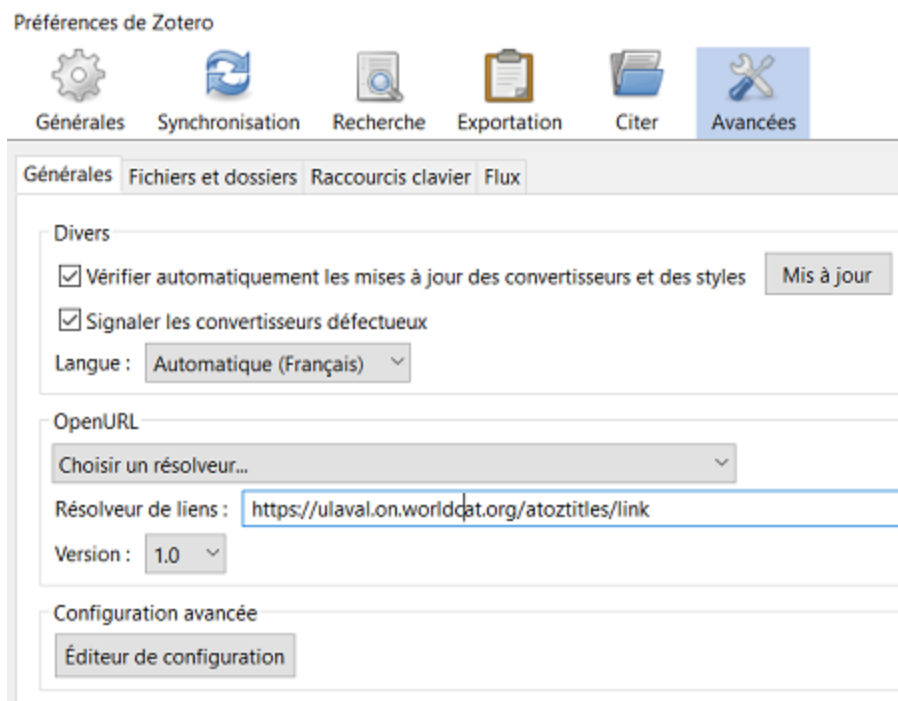 Préférences de Zotero
Générales Synchronisation Recherche Exportation Citer Avancées
Générales Fichiers et dossiers Raccourcis clavier Flux
Divers
Vérifier automatiquement les mises à jour des convertisseurs et des styles Mis à jour
Signaler les convertisseurs défectueux
Langue : Automatique (Français)
OpenURL
Choisir un résolveur...
Résolveur de liens : https://ulaval.on.worldcat.org/atoztitles/link
Version : 1.0
Configuration avancée
Éditeur de configuration